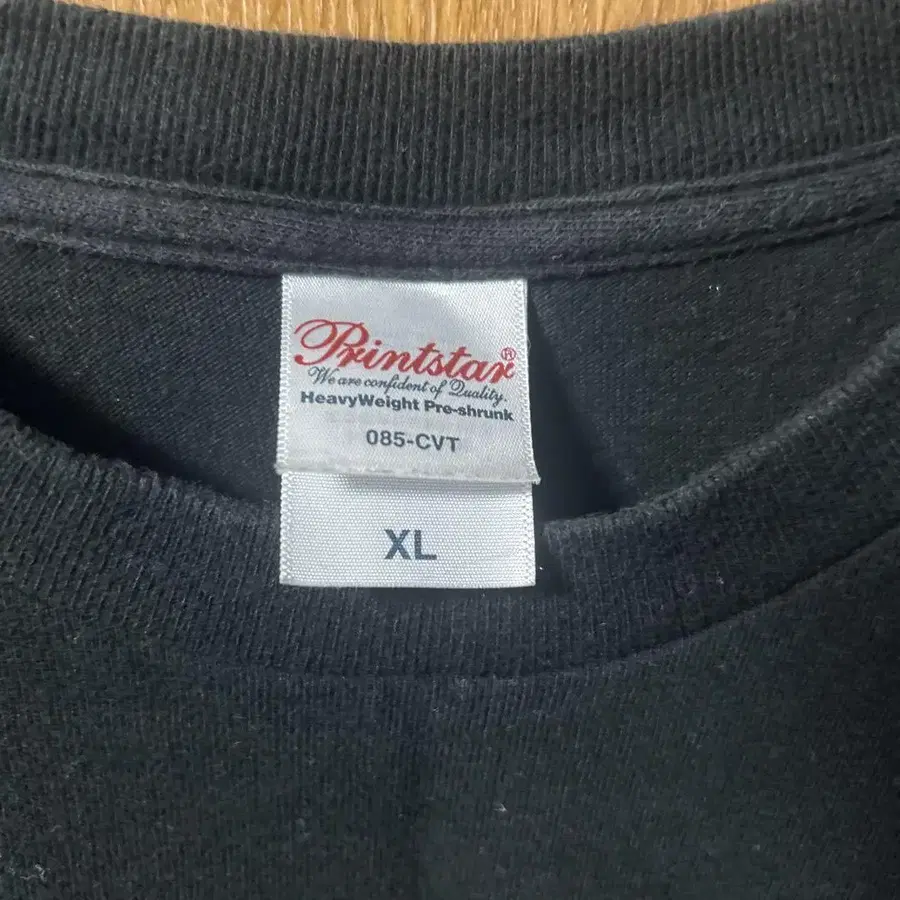 Printstar®
We are confident of Quality.
HeavyWeight Pre-shrunk
085-CVT
XL